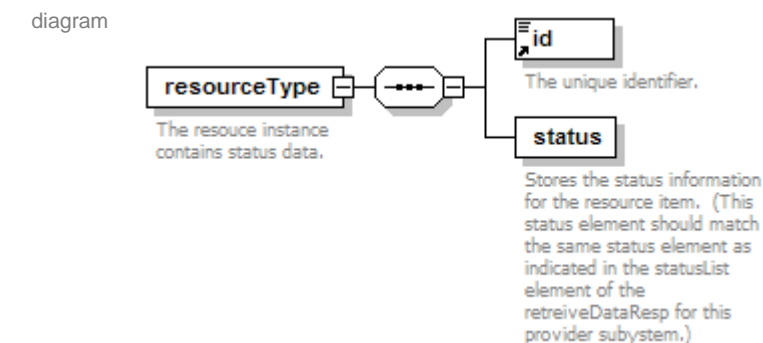 diagram
id
The unique identifier.
resourceType
The resouce instance
contains status data.
status
Stores the status information
for the resource item.  (This
status element should match
the same status element as
indicated in the statusList
element of the
retreiveDataResp for this
provider subystem.)